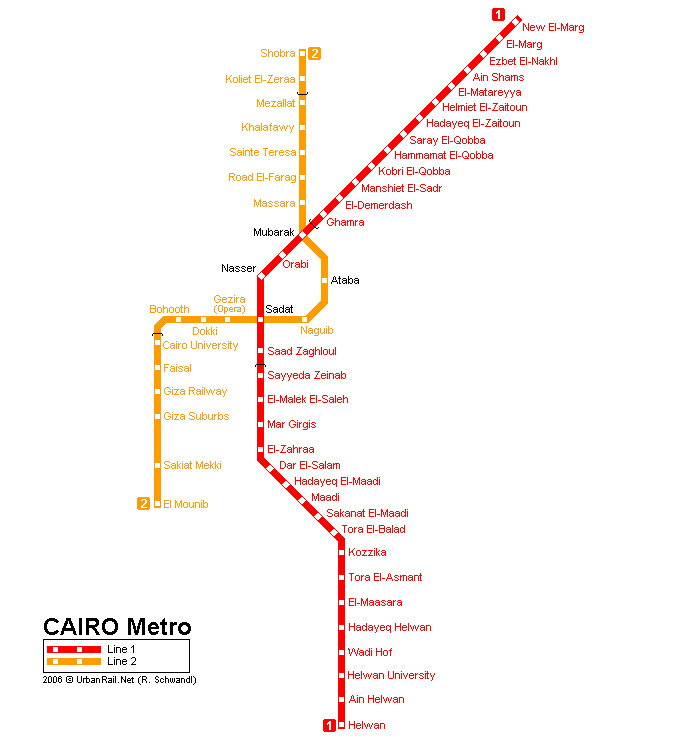 1
New El-Marg
El-Marg
Shobra
2
Ezbet El-Nakhl
Koliet El-Zeraa
Ain Shams
El-Matareyya
Mezallat
Helmiet El-Zaitoun
Khalafawy
Hadayeq El-Zaitoun
Saray El-Qobba
Sainte Teresa
Hammamat El-Qobba
Kobri El-Qobba
Road El-Farag
Manshiet El-Sadr
Massara
El-Demerdash
Ghamra
Mubarak
Orabi
Nasser
Ataba
Gezira
(Opera)
Bohooth
Sadat
Dokki
Naguib
Cairo University
Saad Zaghloul
Faisal
Sayyeda Zeinab
Giza Railway
El-Malek El-Saleh
Giza Suburbs
Mar Girgis
El-Zahraa
Sakiat Mekki
Dar El-Salam
Hadayeq El-Maadi
Maadi
2
El Mounib
Sakanat El-Maadi
Tora El-Balad
Kozzika
Tora El-Asmant
El-Maasara
Hadayeq Helwan
Wadi Hof
Helwan University
Ain Helwan
1
Helwan
CAIRO Metro
Line 1
Line 2
2006 © UrbanRail.Net (R. Schwandl)